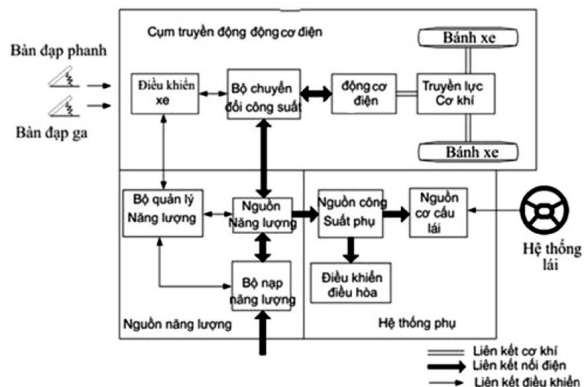 Cụm truyền động động cơ điện
Bánh xe
Bàn đạp phanh
Điều khiển
xe
Bộ chuyển
đổi công suất
động cơ
điện
Truyền lực
Cơ khí
Bàn đạp ga
Bánh xe
Bộ quản lý
Năng lượng
Nguồn
Năng lượng
Nguồn công
Suất phụ
Nguồn
cơ cấu
lái
Hệ thống
lái
Bộ nạp
năng lượng
Điều khiển
điều hòa
Nguồn năng lượng
Hệ thống phụ
Liên kết cơ khí
Liên kết nối điện
Liên kết điều khiển